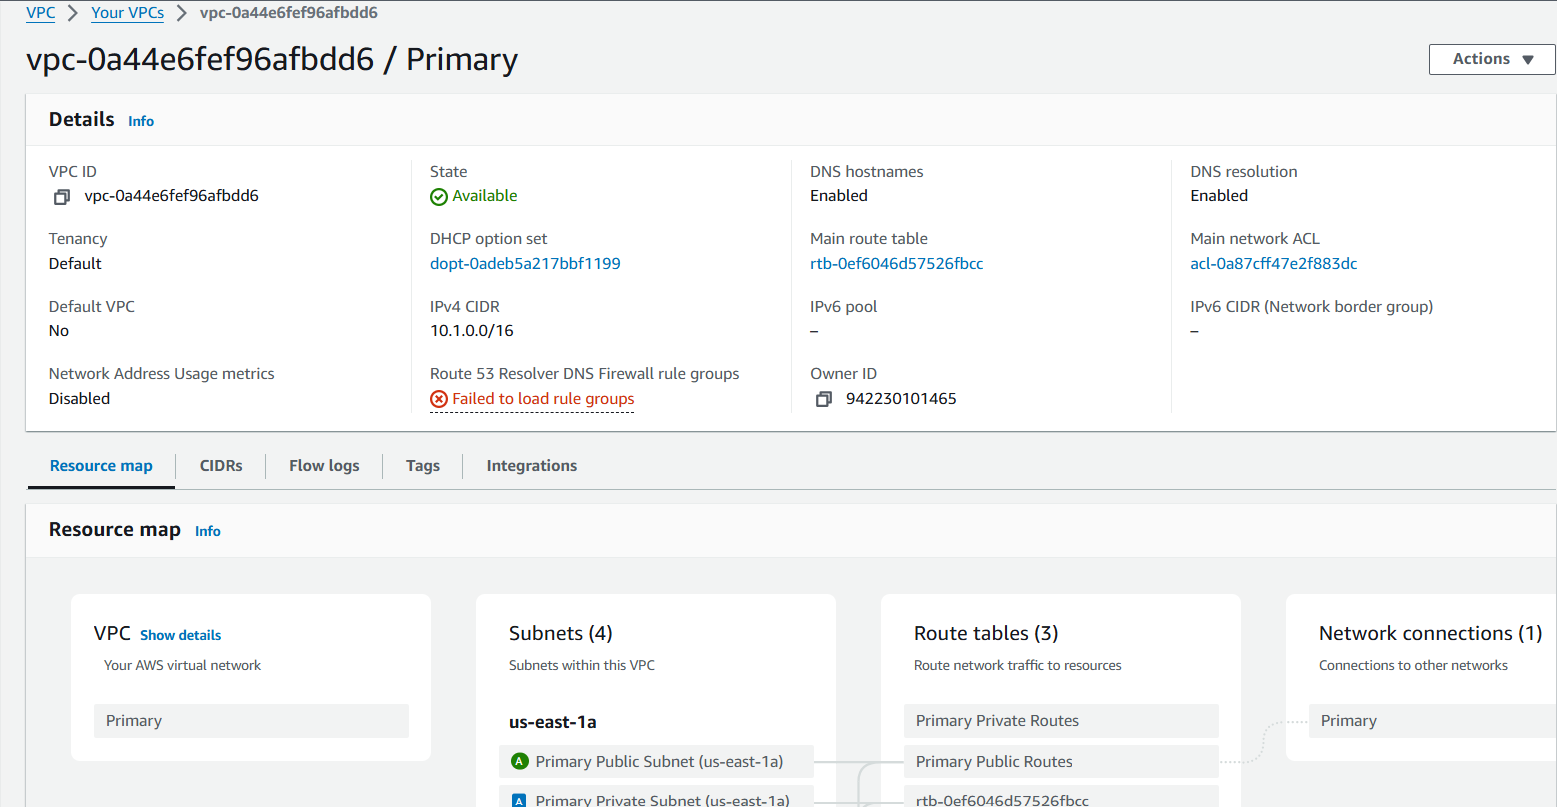 VPC > Your VPCs > vpc-0a44e6fef96afbdd6
vpc-0a44e6fef96afbdd6 / Primary
Actions
Details Info
VPC ID
vpc-0a44e6fef96afbdd6
State
Available
DNS hostnames
Enabled
DNS resolution
Enabled
Tenancy
Default
DHCP option set
dopt-0adeb5a217bbf1199
Main route table
rtb-0ef6046d57526fbcc
Main network ACL
acl-0a87cff47e2f883dc
Default VPC
No
IPv4 CIDR
10.1.0.0/16
IPv6 pool
–
IPv6 CIDR (Network border group)
–
Network Address Usage metrics
Disabled
Route 53 Resolver DNS Firewall rule groups
Failed to load rule groups
Owner ID
942230101465
Resource map
CIDRs
Flow logs
Tags
Integrations
Resource map Info
VPC Show details
Your AWS virtual network
Primary
Subnets (4)
Subnets within this VPC
us-east-1a
A Primary Public Subnet (us-east-1a)
A Primary Private Subnet (us-east-1a)
Route tables (3)
Route network traffic to resources
Primary Private Routes
Primary Public Routes
rtb-0ef6046d57526fbcc
Network connections (1)
Connections to other networks
Primary